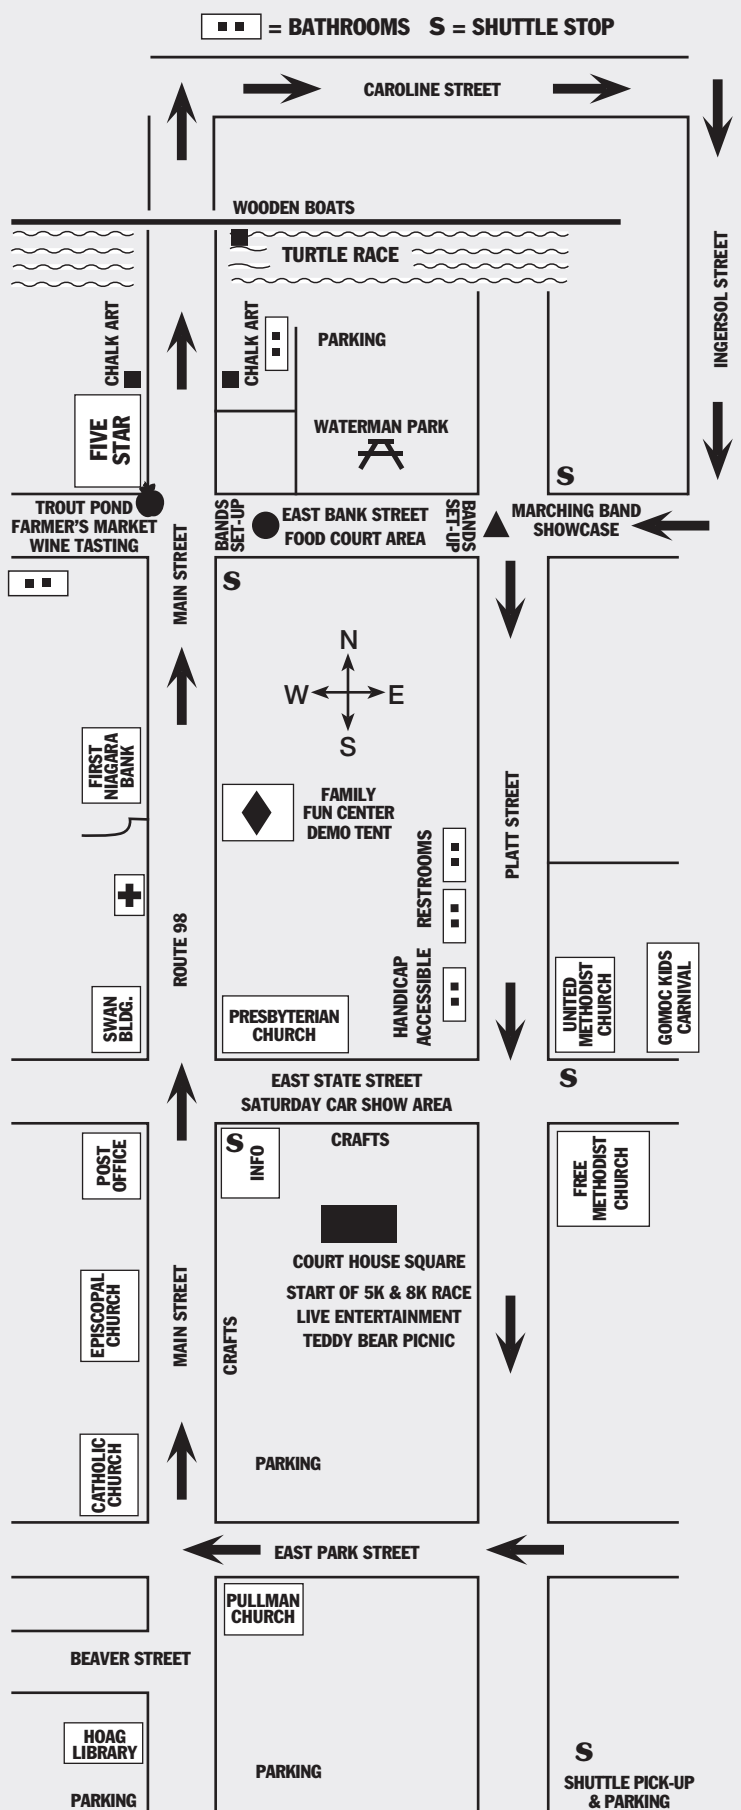 = BATHROOMS S = SHUTTLE STOP
CAROLINE STREET
WOODEN BOATS
TURTLE RACE
INGERSOL STREET
CHALK ART
CHALK ART
PARKING
FIVE
STAR
WATERMAN PARK
S
TROUT POND
FARMER'S MARKET
WINE TASTING
MAIN STREET
BANDS
SET-UP
EAST BANK STREET
FOOD COURT AREA
BANDS
SET-UP
MARCHING BAND
SHOWCASE
S
N
W E
S
FIRST
NIAGARA
BANK
FAMILY
FUN CENTER
DEMO TENT
PLATT STREET
RESTROOMS
ROUTE 98
HANDICAP
ACCESSIBLE
SWAN
BLDG.
PRESBYTERIAN
CHURCH
UNITED
METHODIST
CHURCH
GOMOC KIDS
CARNIVAL
EAST STATE STREET
SATURDAY CAR SHOW AREA
S
POST
OFFICE
S
INFO
CRAFTS
FREE
METHODIST
CHURCH
COURT HOUSE SQUARE
START OF 5K & 8K RACE
LIVE ENTERTAINMENT
TEDDY BEAR PICNIC
EPISCOPAL
CHURCH
MAIN STREET
CRAFTS
CATHOLIC
CHURCH
PARKING
EAST PARK STREET
PULLMAN
CHURCH
BEAVER STREET
HOAG
LIBRARY
PARKING
PARKING
S
SHUTTLE PICK-UP
& PARKING